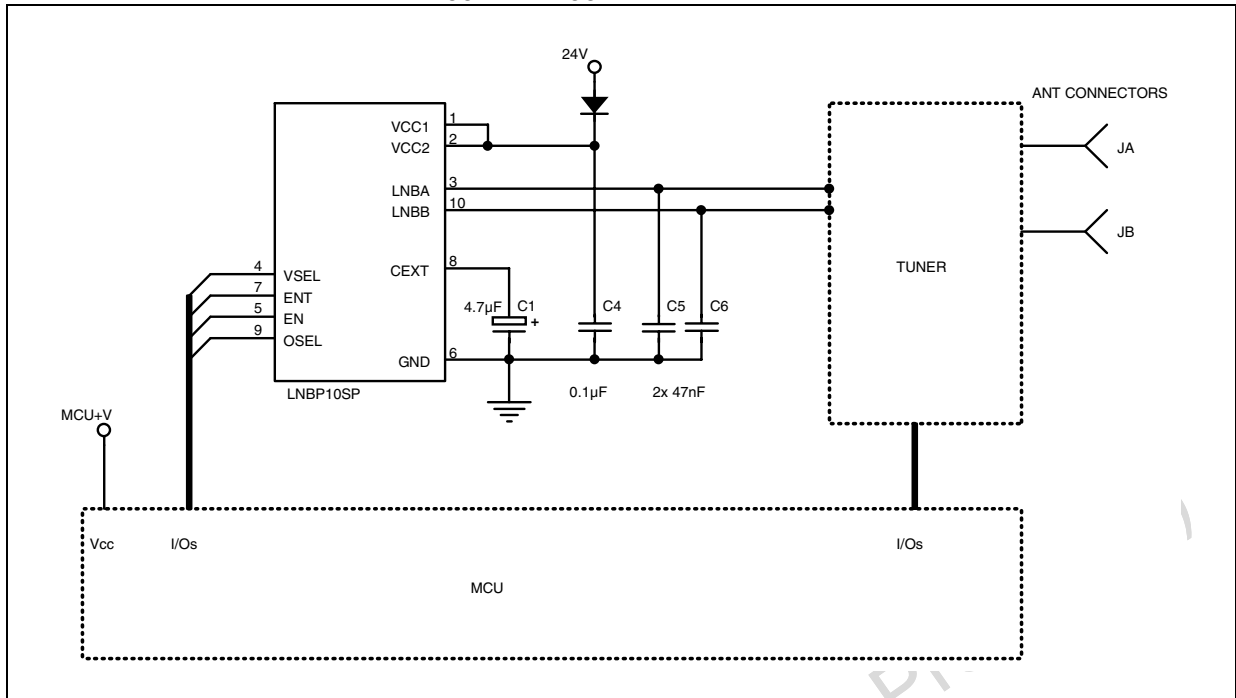 24V
ANT CONNECTORS
VCC1 1
VCC2 2
JA
LNBA 3
LNBB 10
JB
TUNER
4 VSEL
CEXT 8
7 ENT
5 EN
4.7µF C1
+
C4
C5
C6
9 OSEL
GND 6
LNBP10SP
0.1µF
2x 47nF
MCU+V
Vcc
I/Os
I/Os
MCU